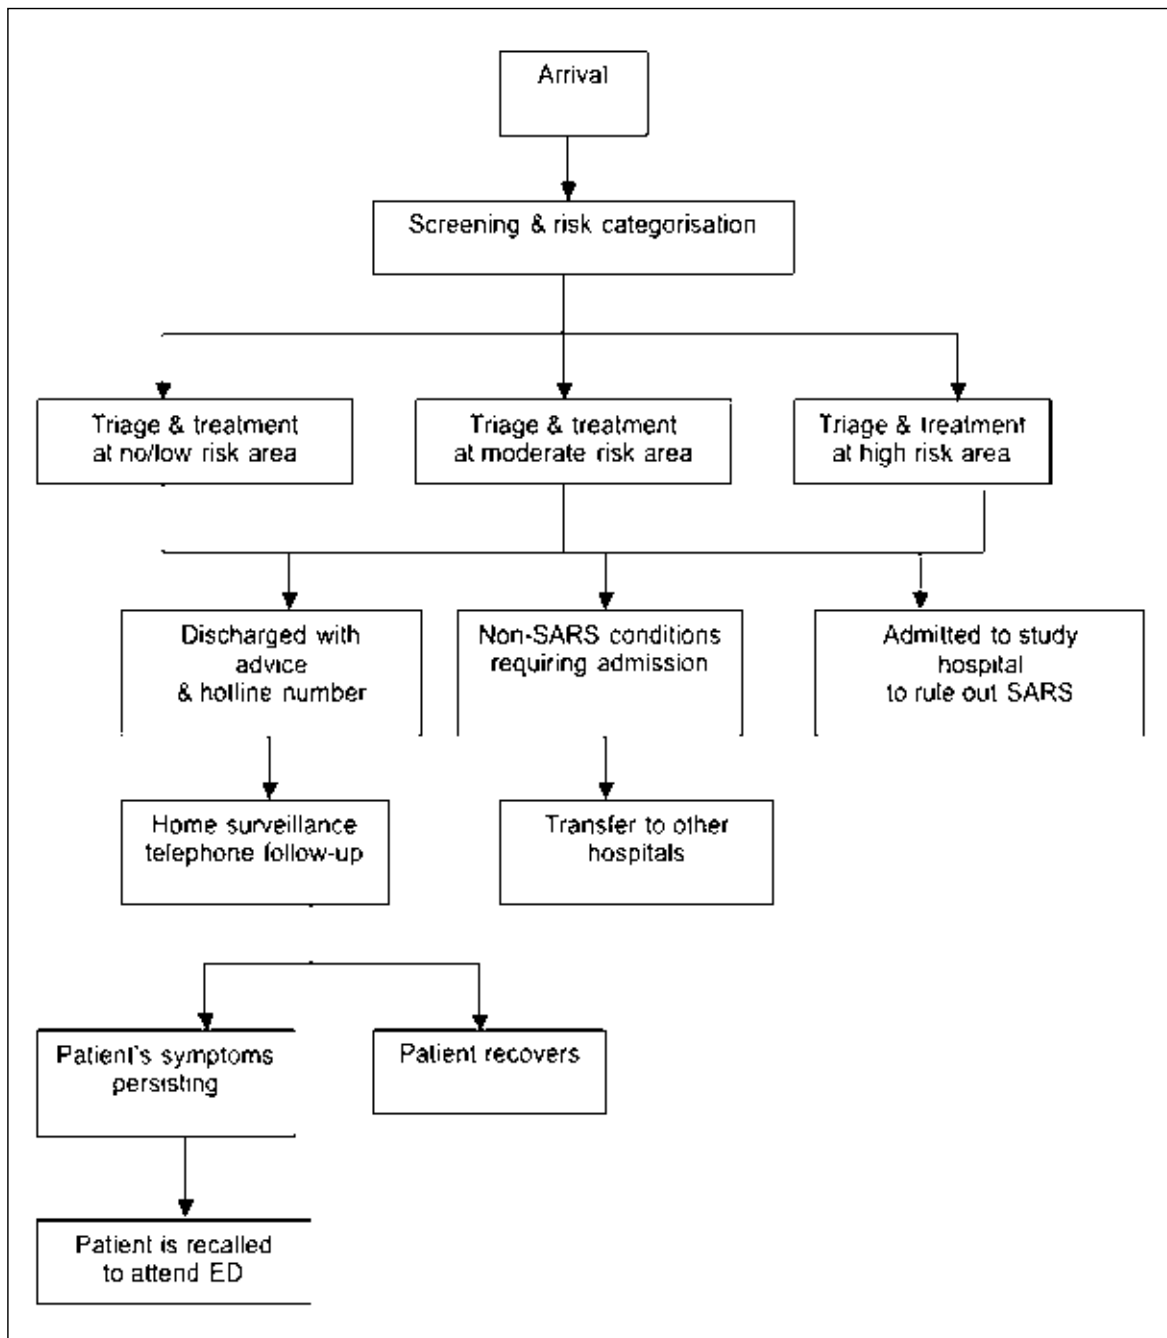 Arrival
Screening & risk categorisation
Triage & treatment
at no/low risk area
Triage & treatment
at moderate risk area
Triage & treatment
at high risk area
Discharged with
advice
& hotline number
Non-SARS conditions
requiring admission
Admitted to study
hospital
to rule out SARS
Home surveillance
telephone follow-up
Transfer to other
hospitals
Patient's symptoms
persisting
Patient recovers
Patient is recalled
to attend ED